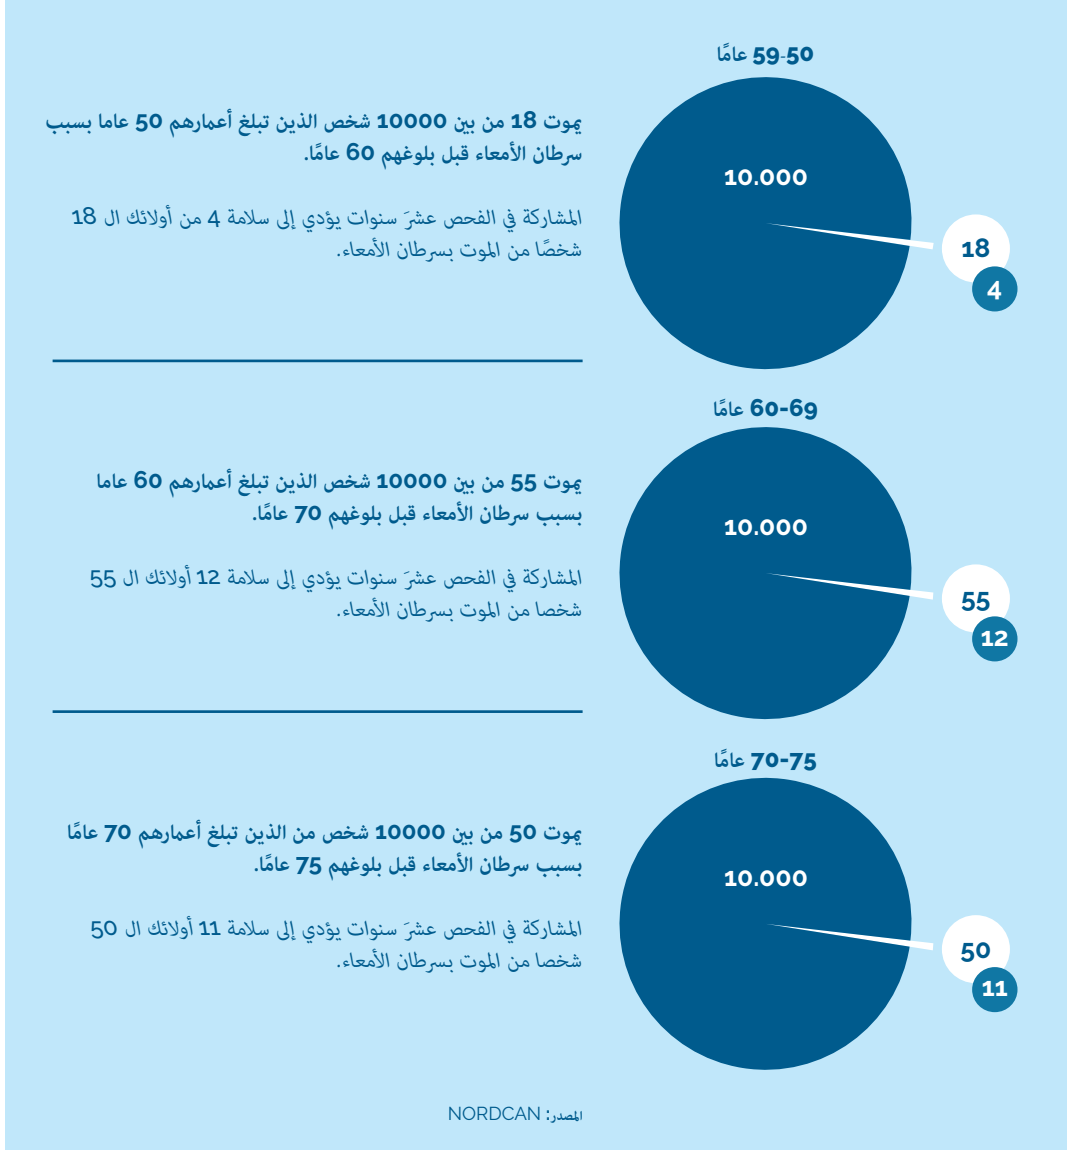 50-59 عامًا
يموت 18 من بين 10000 شخص الذين تبلغ أعمارهم 50 عاما بسبب
سرطان الأمعاء قبل بلوغهم 60 عامًا.
المشاركة في الفحص عشرَ سنوات يؤدي إلى سلامة 4 من أولائك ال 18
شخصًا من الموت بسرطان الأمعاء.
10.000
18
4
60-69 عامًا
يموت 55 من بين 10000 شخص الذين تبلغ أعمارهم 60 عاما
بسبب سرطان الأمعاء قبل بلوغهم 70 عامًا.
المشاركة في الفحص عشرَ سنوات يؤدي إلى سلامة 12 أولائك ال 55
شخصا من الموت بسرطان الأمعاء.
10.000
55
12
70-75 عامًا
يموت 50 من بين 10000 شخص من الذين تبلغ أعمارهم 70 عامًا
بسبب سرطان الأمعاء قبل بلوغهم 75 عامًا.
المشاركة في الفحص عشرَ سنوات يؤدي إلى سلامة 11 أولائك ال 50
شخصا من الموت بسرطان الأمعاء.
10.000
50
11
المصدر: NORDCAN